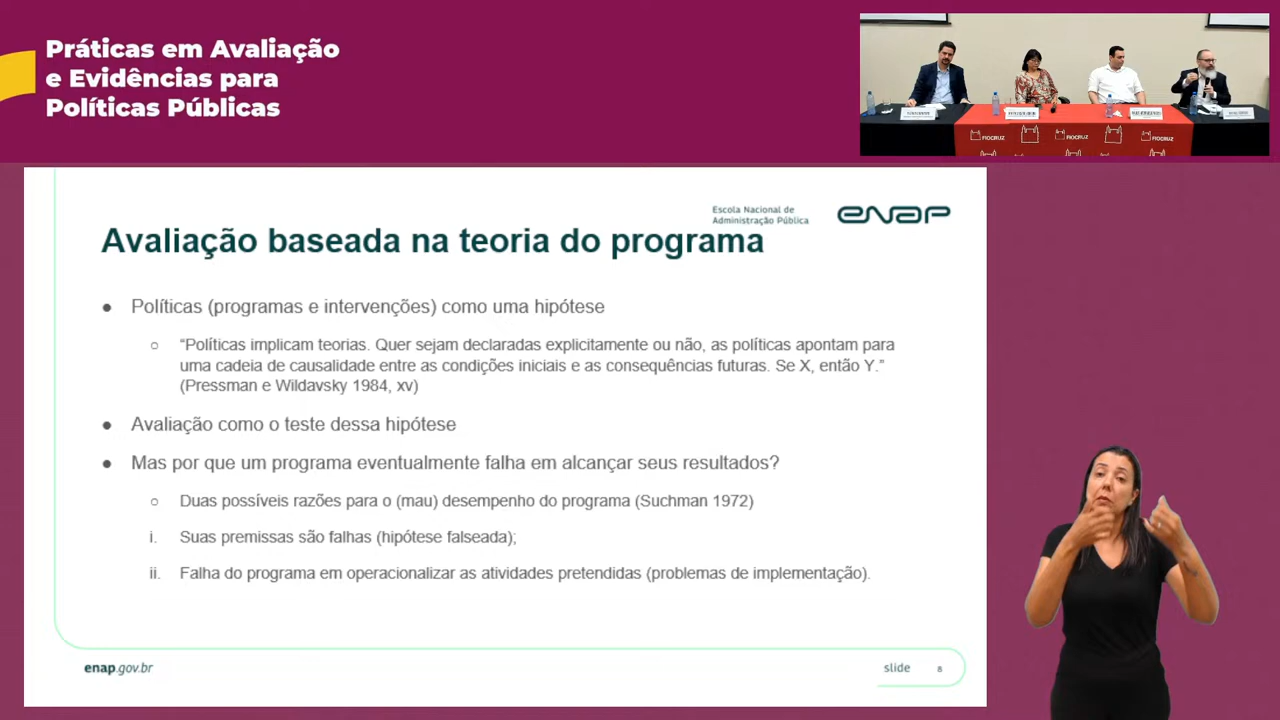 Práticas em Avaliação
e Evidências para
Políticas Públicas
FIOCRUZ
FIOCRUZ
FIOCRUZ
Escola Nacional de
Administração Pública
enap
Avaliação baseada na teoria do programa
● Políticas (programas e intervenções) como uma hipótese
○ “Políticas implicam teorias. Quer sejam declaradas explicitamente ou não, as políticas apontam para
uma cadeia de causalidade entre as condições iniciais e as consequências futuras. Se X, então Y.”
(Pressman e Wildavsky 1984, xv)
● Avaliação como o teste dessa hipótese
● Mas por que um programa eventualmente falha em alcançar seus resultados?
○ Duas possíveis razões para o (mau) desempenho do programa (Suchman 1972)
i. Suas premissas são falhas (hipótese falseada);
ii. Falha do programa em operacionalizar as atividades pretendidas (problemas de implementação).
enap.gov.br
slide 8